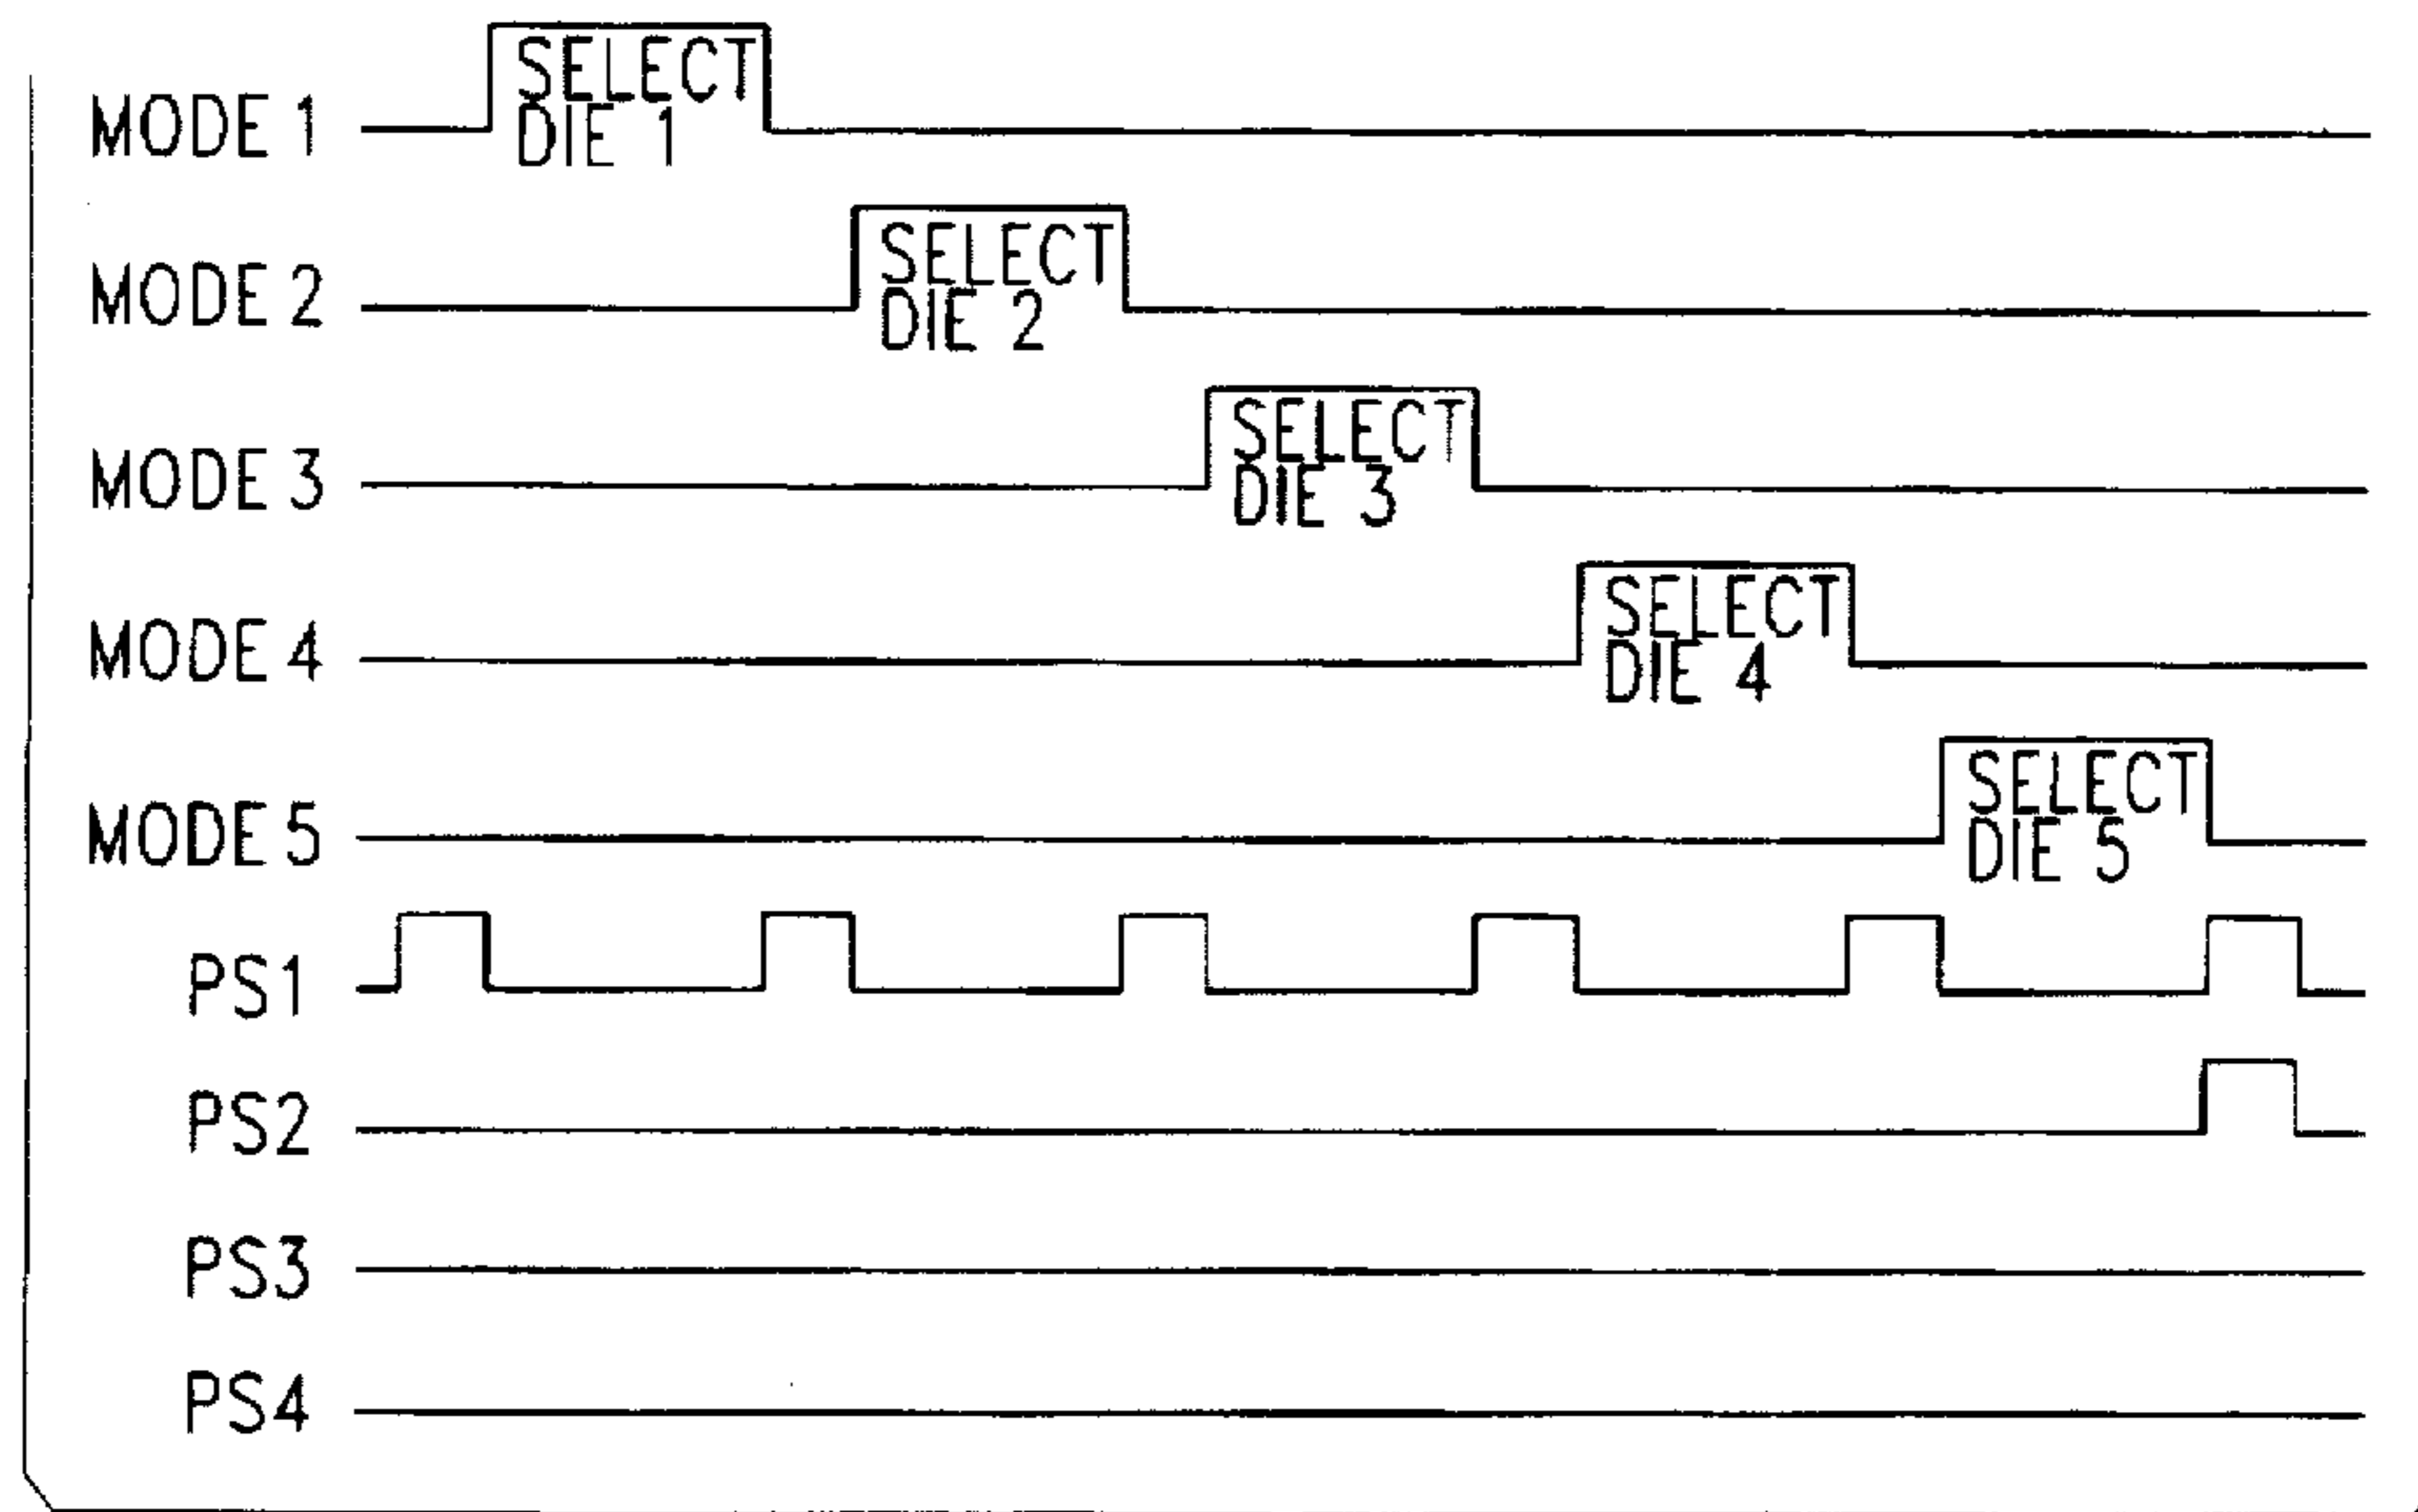 SELECT
DIE 1
MODE 1
SELECT
DIE 2
MODE 2
SELECT
DIE 3
MODE 3
SELECT
DIE 4
MODE 4
SELECT
DIE 5
MODE 5
PS1
PS2
PS3
PS4